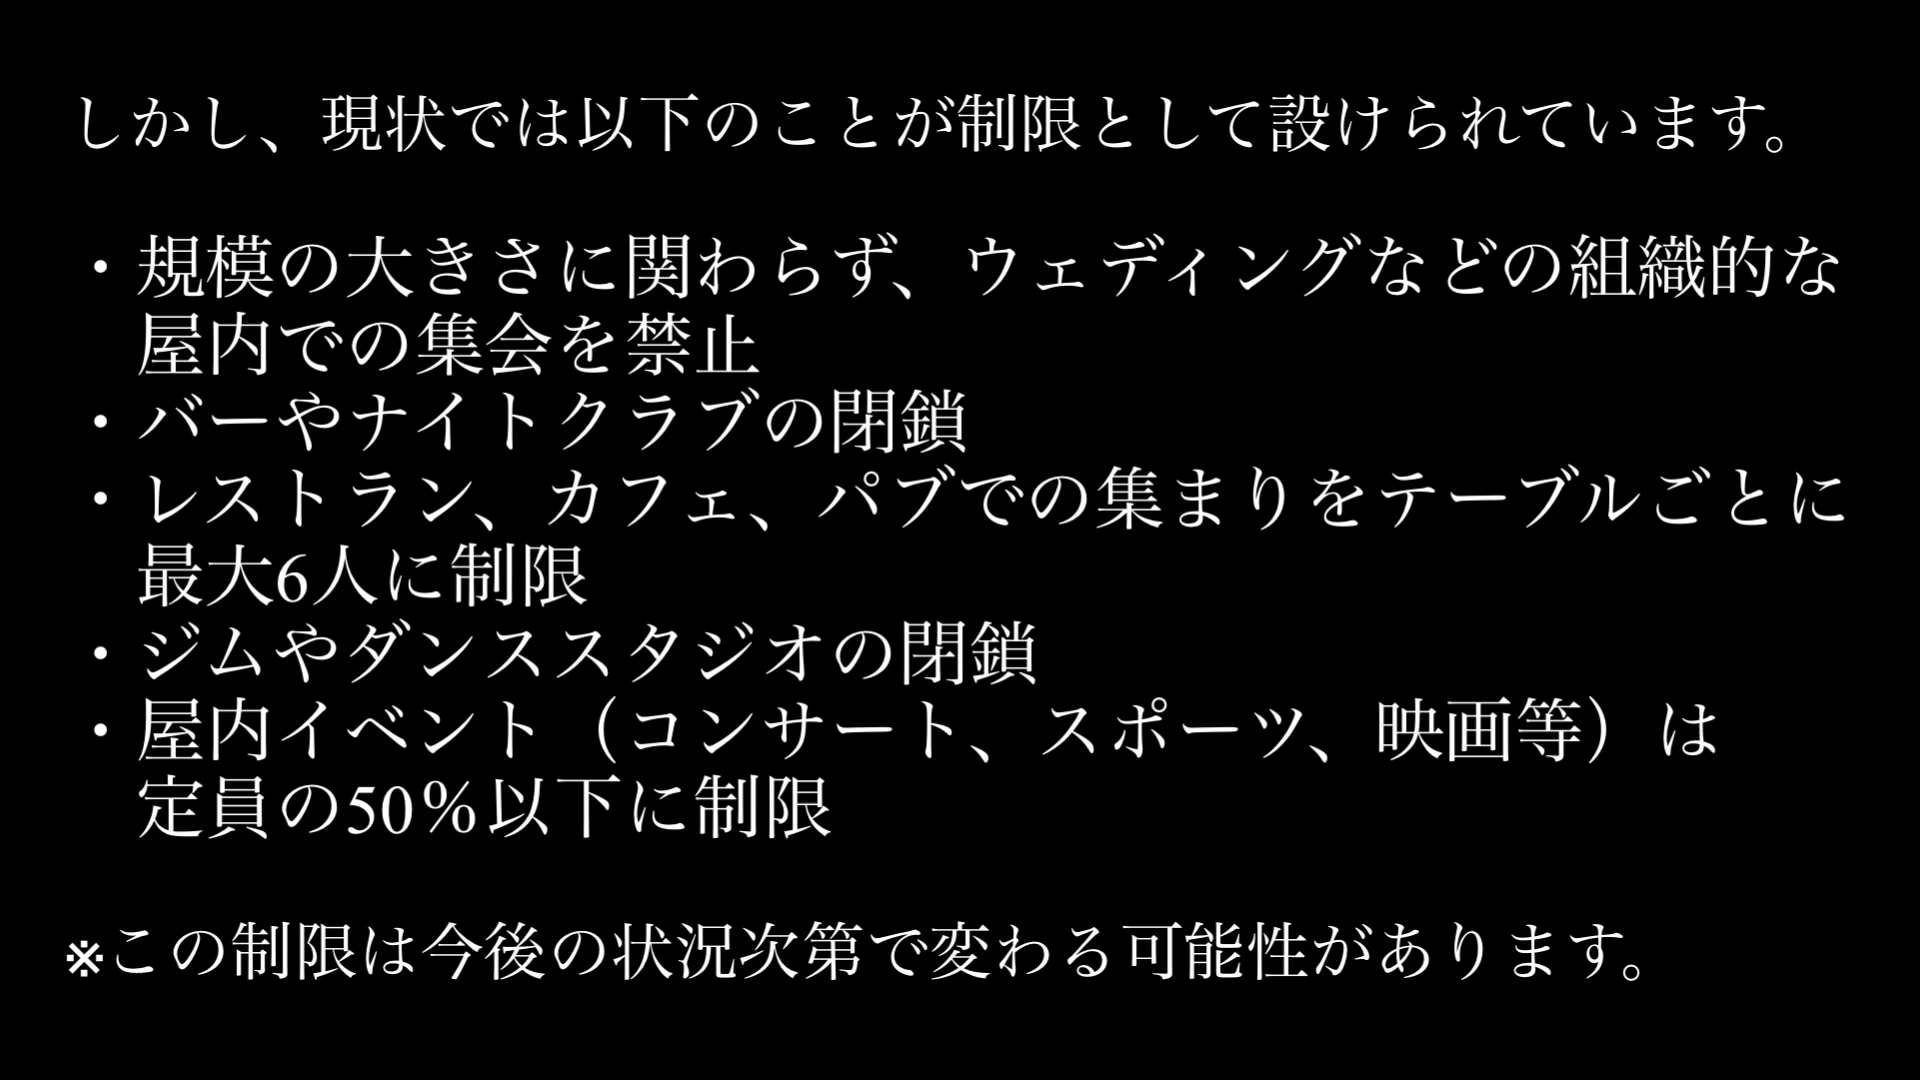 しかし、現状では以下のことが制限として設けられています。
・規模の大きさに関わらず、ウェディングなどの組織的な
屋内での集会を禁止
・バーやナイトクラブの閉鎖
・レストラン、カフェ、パブでの集まりをテーブルごとに
最大6人に制限
・ジムやダンススタジオの閉鎖
・屋内イベント（コンサート、スポーツ、映画等）は
定員の50％以下に制限
※この制限は今後の状況次第で変わる可能性があります。